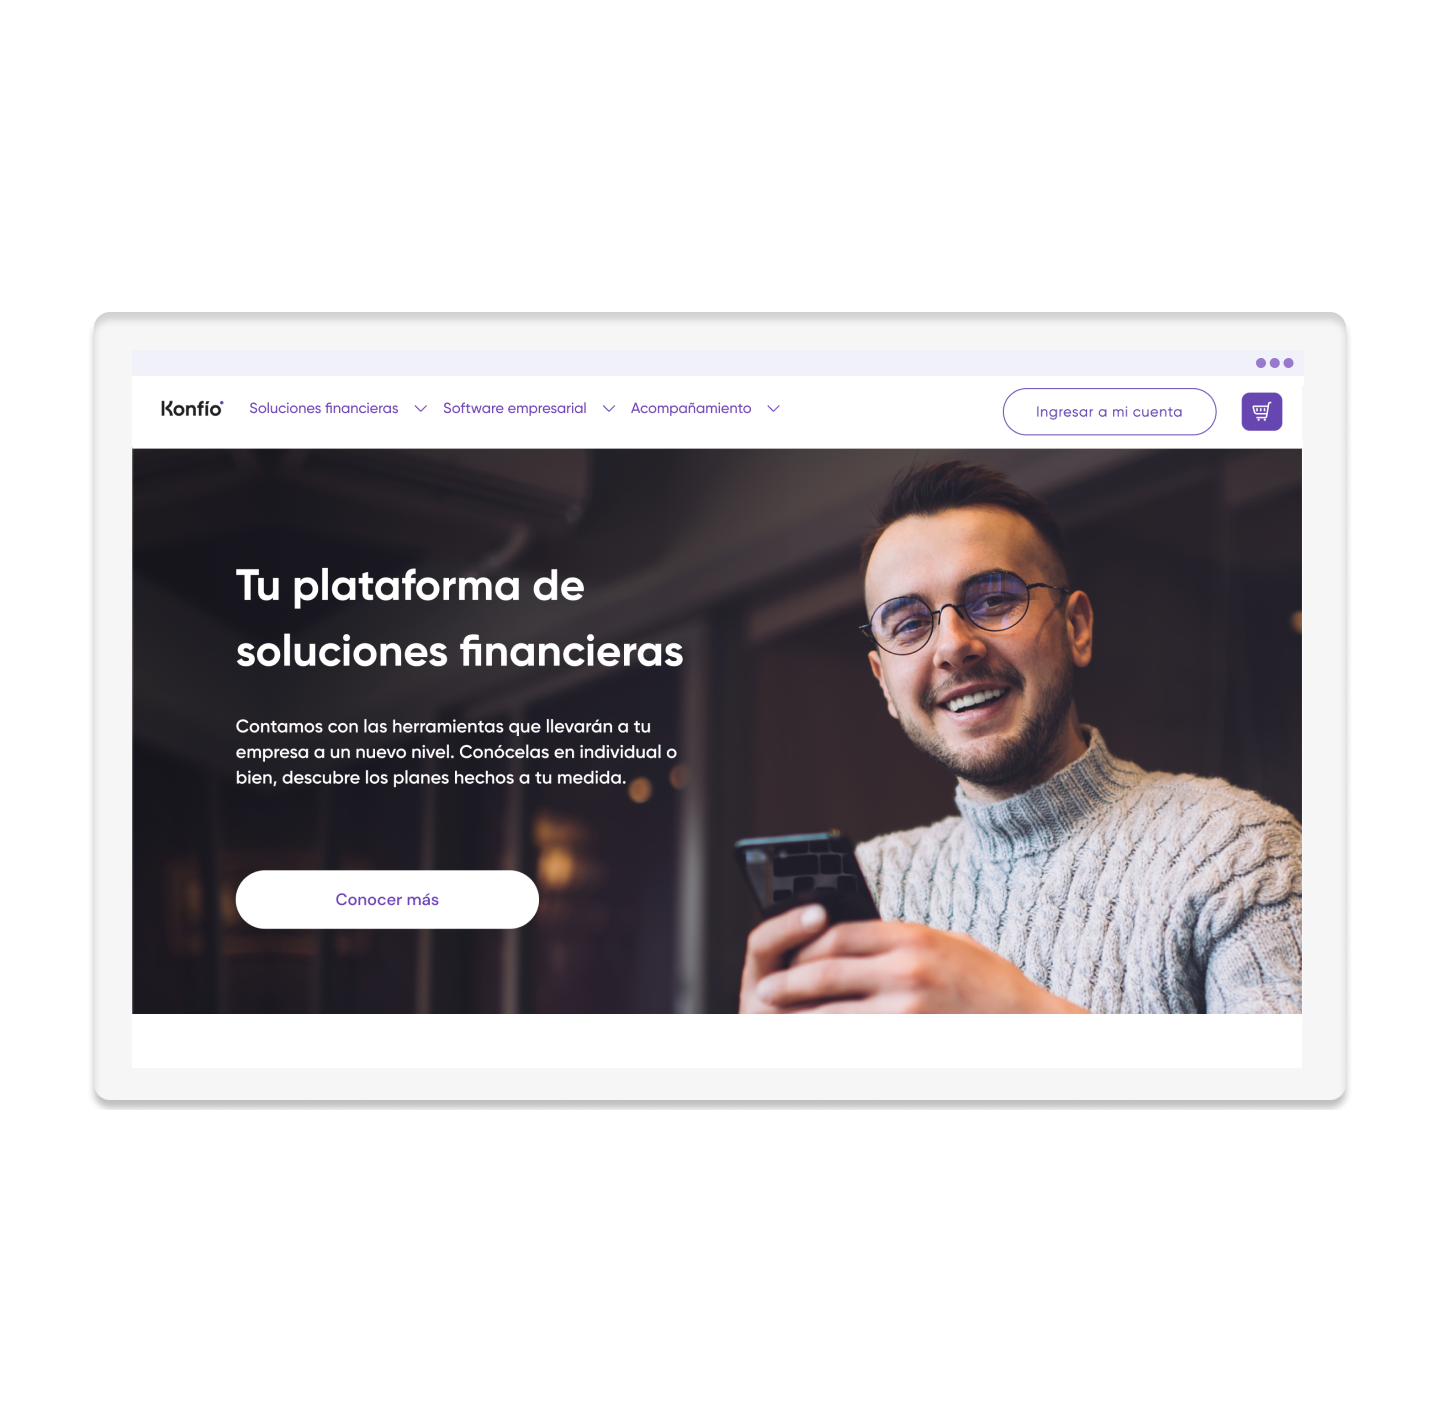 Konfío
Soluciones financieras
Software empresarial
Acompañamiento
Ingresar a mi cuenta
Tu plataforma de
soluciones financieras
Contamos con las herramientas que llevarán a tu
empresa a un nuevo nivel. Conócelas en individual o
bien, descubre los planes hechos a tu medida.
Conocer más